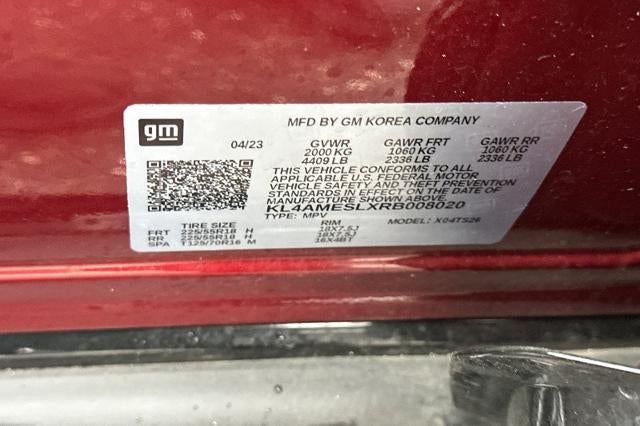 gm
MFD BY GM KOREA COMPANY
04/23 GVWR GAWR FRT GAWR RR
2000 KG 1060 KG 1060 KG
4409 LB 2336 LB 2336 LB
THIS VEHICLE CONFORMS TO ALL
APPLICABLE U.S. FEDERAL MOTOR
VEHICLE SAFETY AND THEFT PREVENTION
STANDARDS IN EFFECT ON THE DATE OF
MANUFACTURE SHOWN ABOVE.
KL4AMESLXRB008020
TYPE: MPV MODEL: X04TS26
TIRE SIZE RIM
FRT 225/55R18 H 18X7.5J
RR 225/55R18 H 18X7.5J
SPA T125/70R16 M 16X4BT